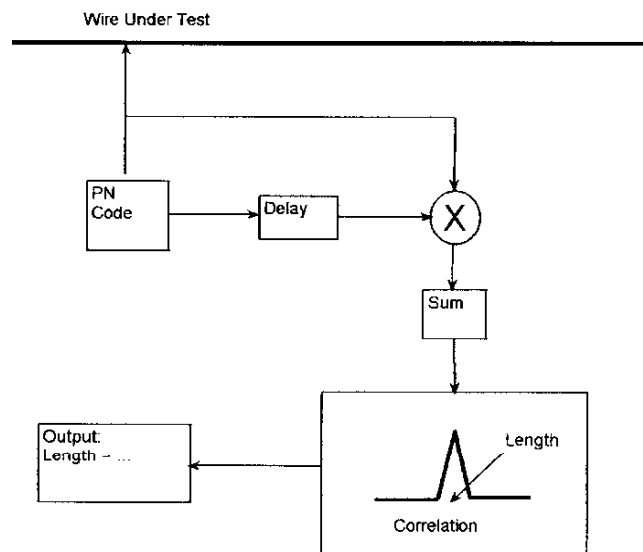 Wire Under Test
PN
Code
Delay
X
Sum
Length
Correlation
Output:
Length = ...